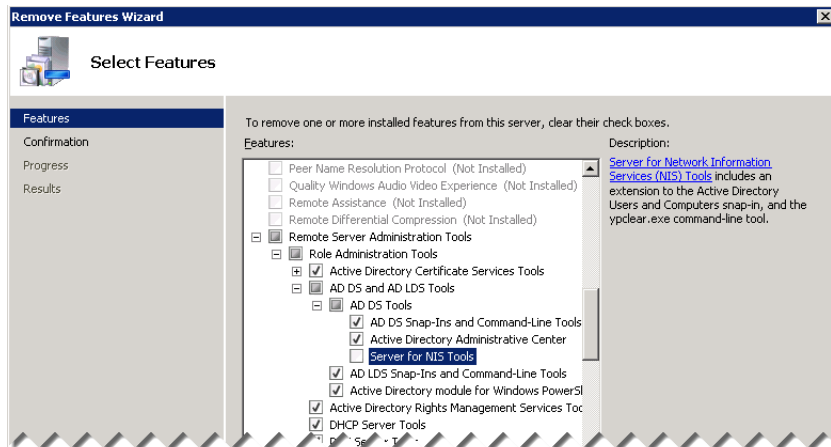 Remove Features Wizard
Select Features
Features
Confirmation
Progress
Results
To remove one or more installed features from this server, clear their check boxes.
Features:
Peer Name Resolution Protocol (Not Installed)
Quality Windows Audio Video Experience (Not Installed)
Remote Assistance (Not Installed)
Remote Differential Compression (Not Installed)
Remote Server Administration Tools
Role Administration Tools
Active Directory Certificate Services Tools
AD DS and AD LDS Tools
AD DS Tools
AD DS Snap-Ins and Command-Line Tools
Active Directory Administrative Center
Server for NIS Tools
AD LDS Snap-Ins and Command-Line Tools
Active Directory module for Windows PowerSl
Active Directory Rights Management Services Too
DHCP Server Tools
Description:
Server for Network Information
Services (NIS) Tools includes an
extension to the Active Directory
Users and Computers snap-in, and the
ypclear.exe command-line tool.